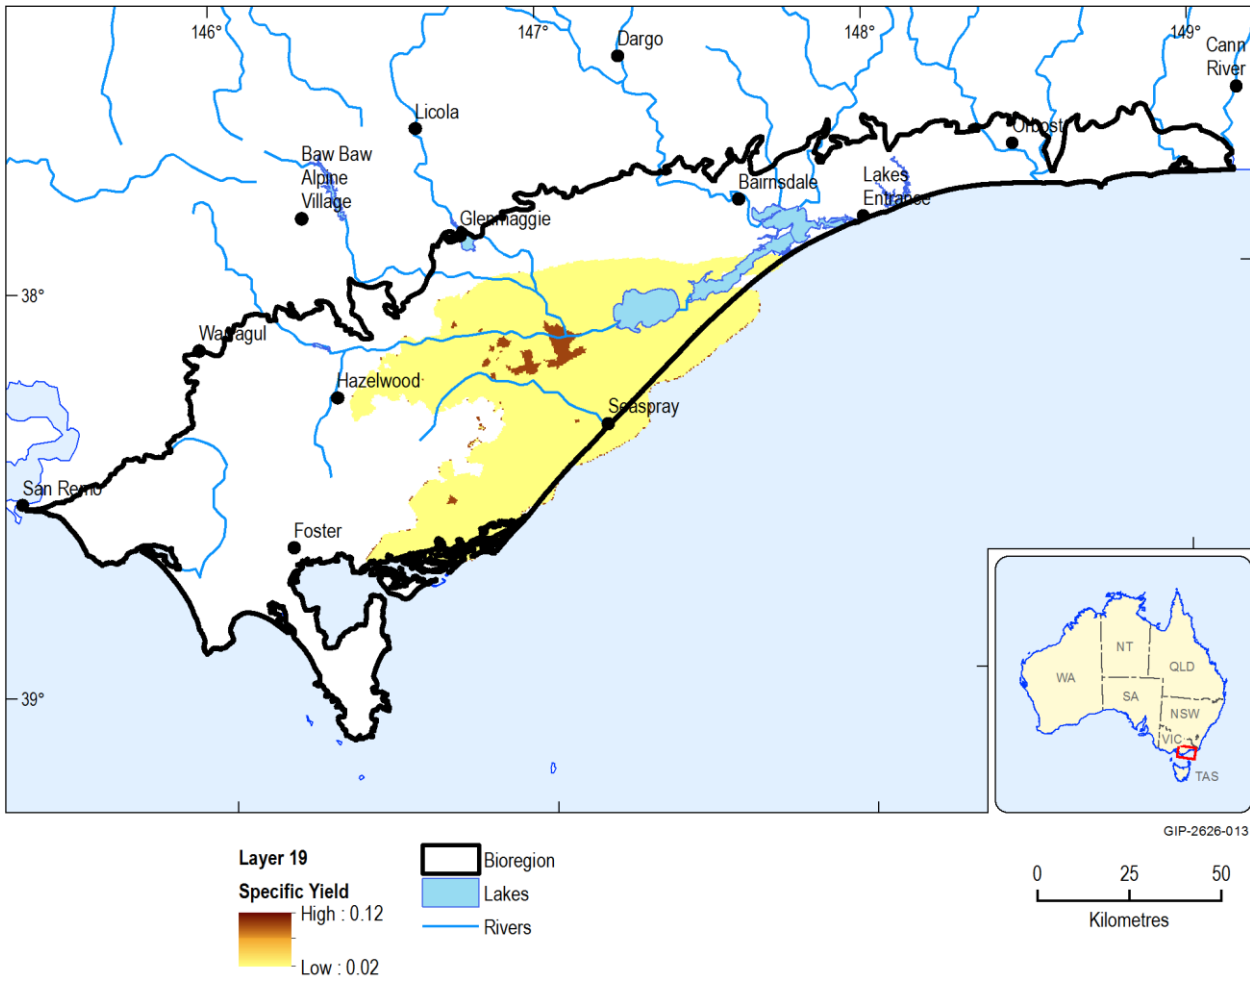 146°
147°
148°
149°
Dargo
Cann
River
Licola
Orbost
Baw Baw
Alpine
Village
Bairnsdale
Lakes
Entrance
Glenmaggie
38°
Warragul
Hazelwood
Seaspray
San Remo
Foster
39°
NT
QLD
WA
SA
NSW
VIC
TAS
GIP-2626-013
Layer 19
Specific Yield
High : 0.12
Low : 0.02
Bioregion
Lakes
Rivers
0 25 50
Kilometres